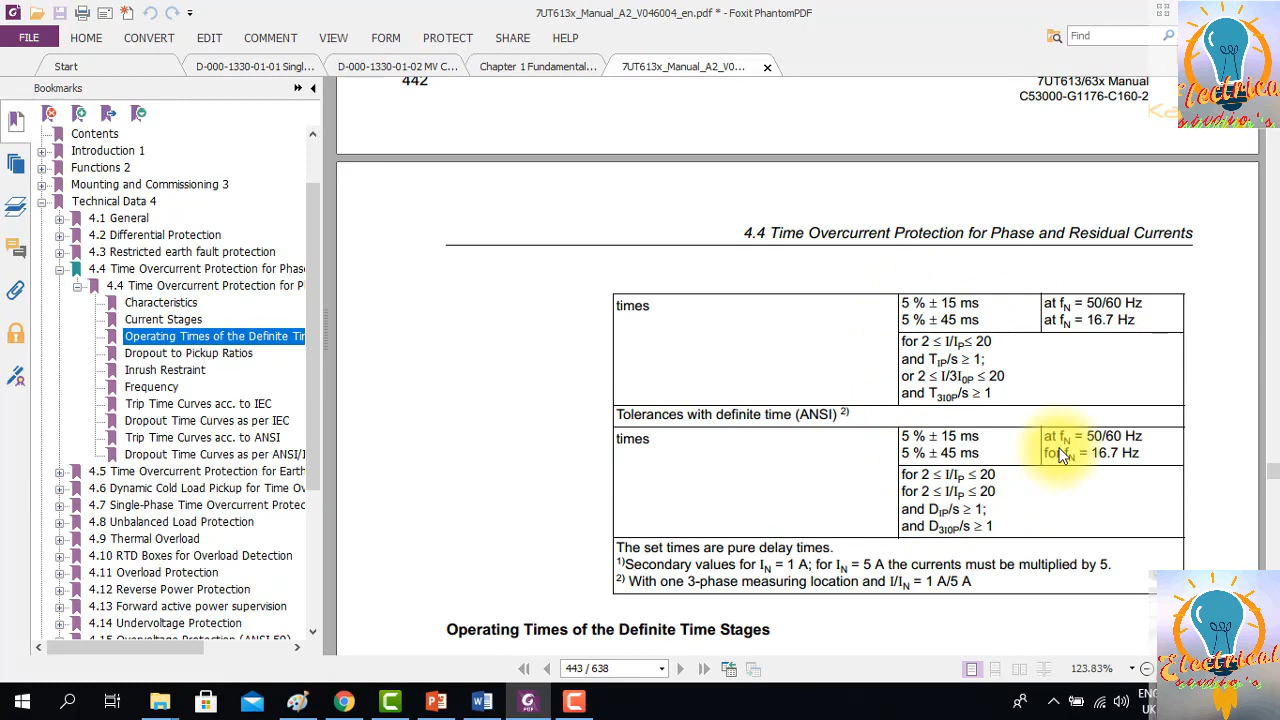 7UT613x_Manual_A2_V046004_en.pdf * - Foxit PhantomPDF
FILE HOME CONVERT EDIT COMMENT VIEW FORM PROTECT SHARE HELP
Find
Start
D-000-1330-01-01 Singl...
D-000-1330-01-02 MV C...
Chapter 1 Fundamental...
7UT613x_Manual_A2_V0...
Bookmarks
Contents
Introduction 1
Functions 2
Mounting and Commissioning 3
Technical Data 4
4.1 General
4.2 Differential Protection
4.3 Restricted earth fault protection
4.4 Time Overcurrent Protection for Phase
4.4 Time Overcurrent Protection for P
Characteristics
Current Stages
Operating Times of the Definite Tir
Dropout to Pickup Ratios
Inrush Restraint
Frequency
Trip Time Curves acc. to IEC
Dropout Time Curves as per IEC
Trip Time Curves acc. to ANSI
Dropout Time Curves as per ANSI/I
4.5 Time Overcurrent Protection for Earth
4.6 Dynamic Cold Load Pickup for Time O
4.7 Single-Phase Time Overcurrent Protec
4.8 Unbalanced Load Protection
4.9 Thermal Overload
4.10 RTD Boxes for Overload Detection
4.11 Overload Protection
4.12 Reverse Power Protection
4.13 Forward active power supervision
4.14 Undervoltage Protection
4.15 Overvoltage Protection (ANSI 59)
442
7UT613/63x Manual
C53000-G1176-C160-2
4.4 Time Overcurrent Protection for Phase and Residual Currents
times
5 % ± 15 ms at fN = 50/60 Hz
5 % ± 45 ms at fN = 16.7 Hz
for 2 ≤ I/IP≤ 20
and TIP/s ≥ 1;
or 2 ≤ I/3I0P ≤ 20
and T3I0P/s ≥ 1
Tolerances with definite time (ANSI) 2)
times
5 % ± 15 ms at fN = 50/60 Hz
5 % ± 45 ms for fN = 16.7 Hz
for 2 ≤ I/IP ≤ 20
for 2 ≤ I/IP ≤ 20
and DIP/s ≥ 1;
and D3I0P/s ≥ 1
The set times are pure delay times.
1)Secondary values for IN = 1 A; for IN = 5 A the currents must be multiplied by 5.
2) With one 3-phase measuring location and I/IN = 1 A/5 A
Operating Times of the Definite Time Stages
443 / 638
123.83%
ENG
UK
Electrical
studio's
Electrical
studio's